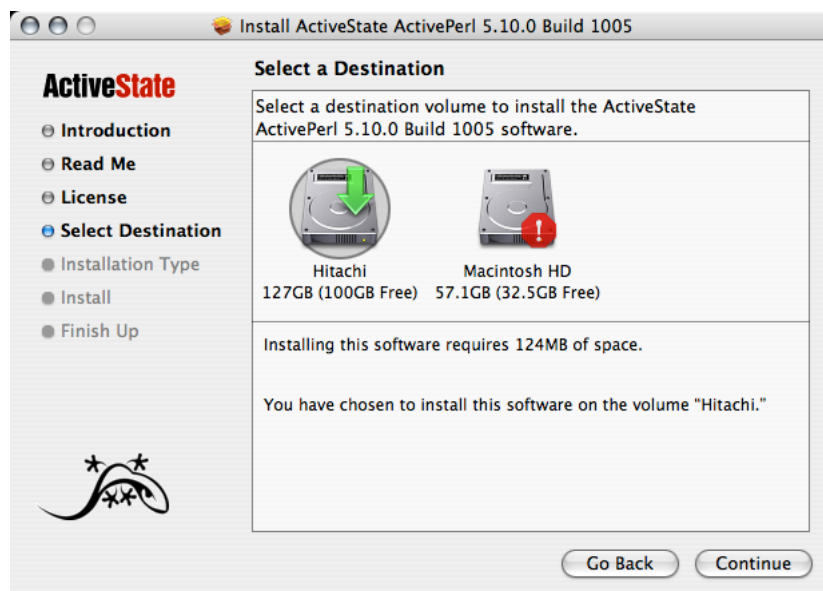 Install ActiveState ActivePerl 5.10.0 Build 1005
ActiveState
Introduction
Read Me
License
Select Destination
Installation Type
Install
Finish Up
Select a Destination
Select a destination volume to install the ActiveState
ActivePerl 5.10.0 Build 1005 software.
Hitachi
127GB (100GB Free)
Macintosh HD
57.1GB (32.5GB Free)
Installing this software requires 124MB of space.
You have chosen to install this software on the volume “Hitachi.”
Go Back
Continue